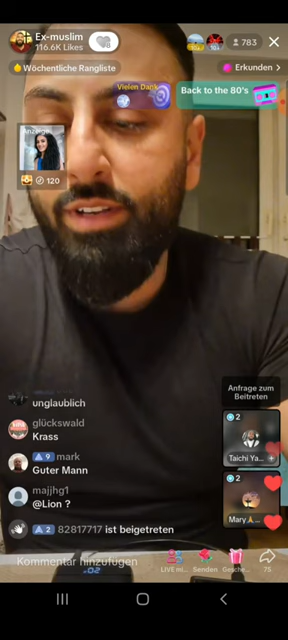 Ex-muslim
116.6K Likes
783
Wöchentliche Rangliste
Erkunden >
Vielen Dank
Back to the 80's
Anzeige
120
unglaublich
glückswald
Krass
9 mark
Guter Mann
majjhg1
@Lion ?
2 82817717 ist beigetreten
Anfrage zum
Beitreten
2
Taichi Ya... +
2
Mary
Kommentar hinzufügen
LIVE mi...
Senden
Gesche...
75